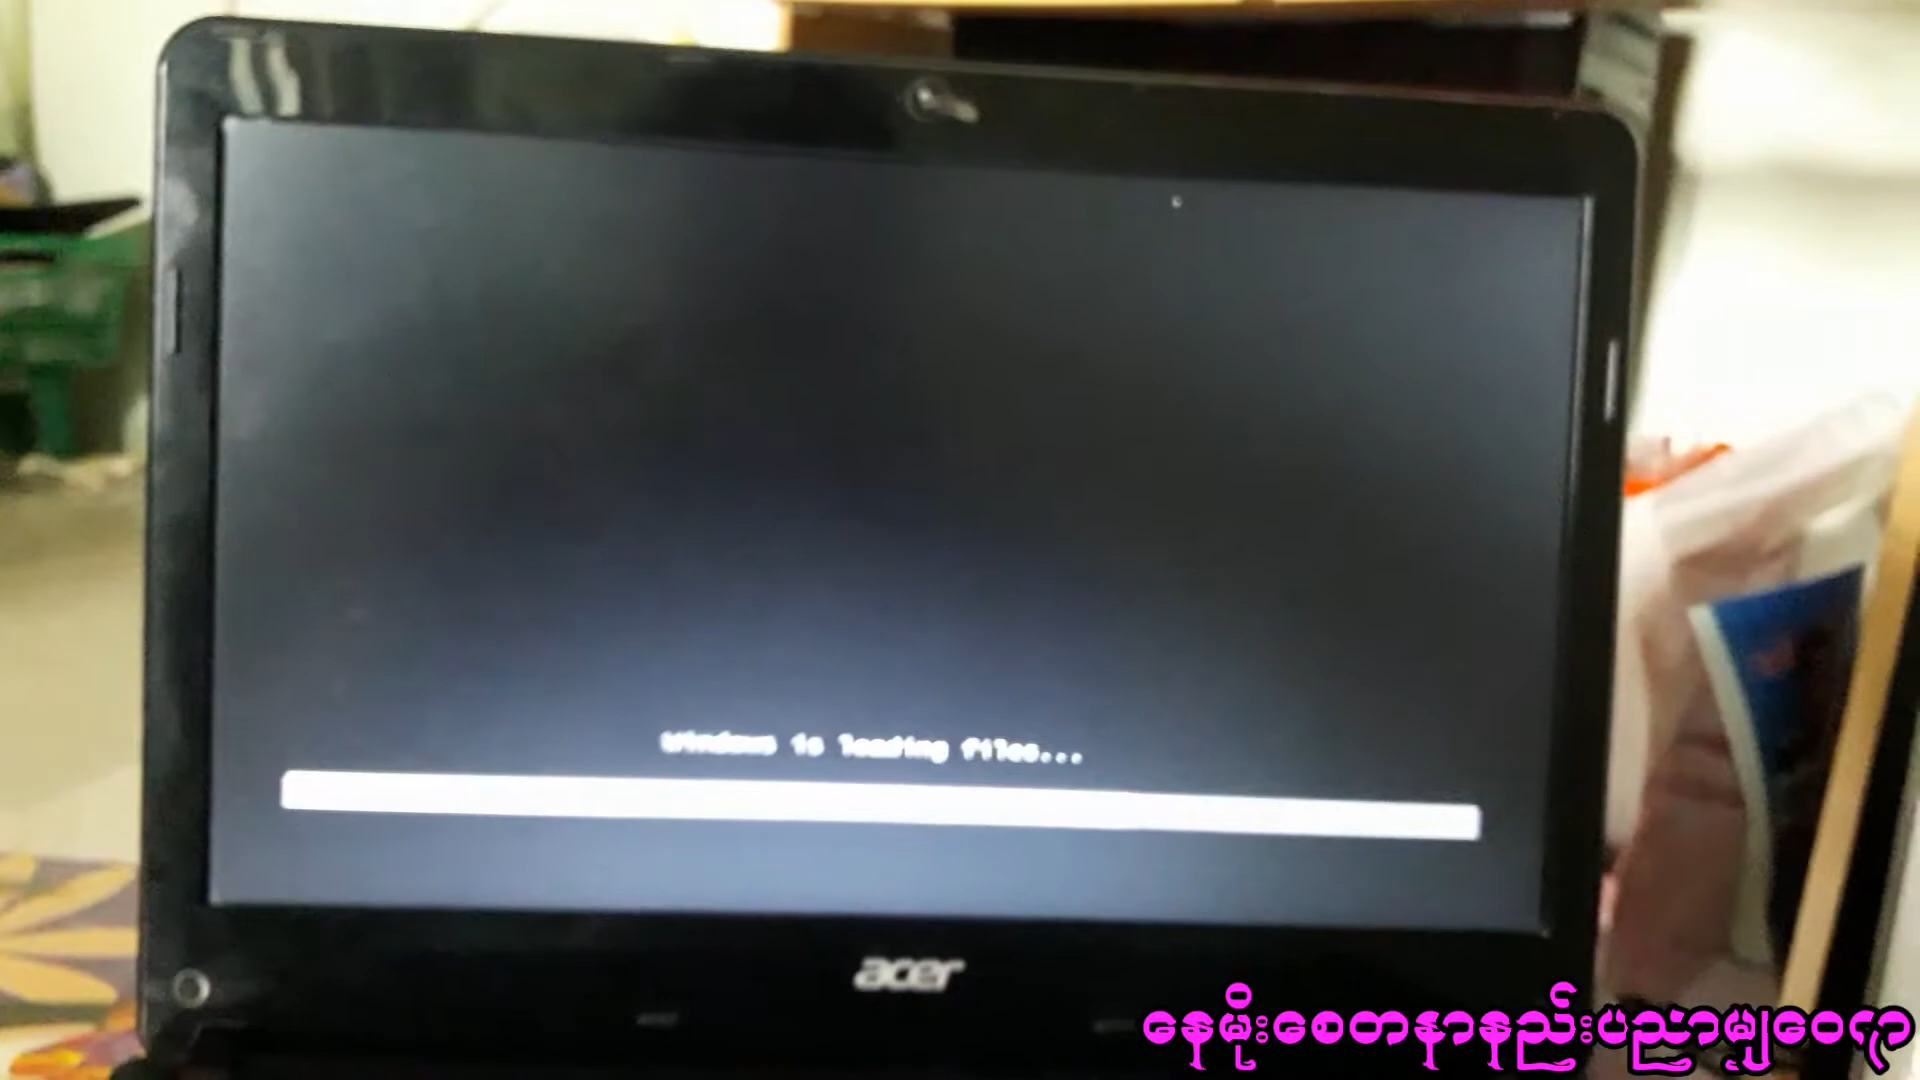 Windows is loading files...
acer
နေမိုးစေတနာနည်းပညာမျှဝေရာ